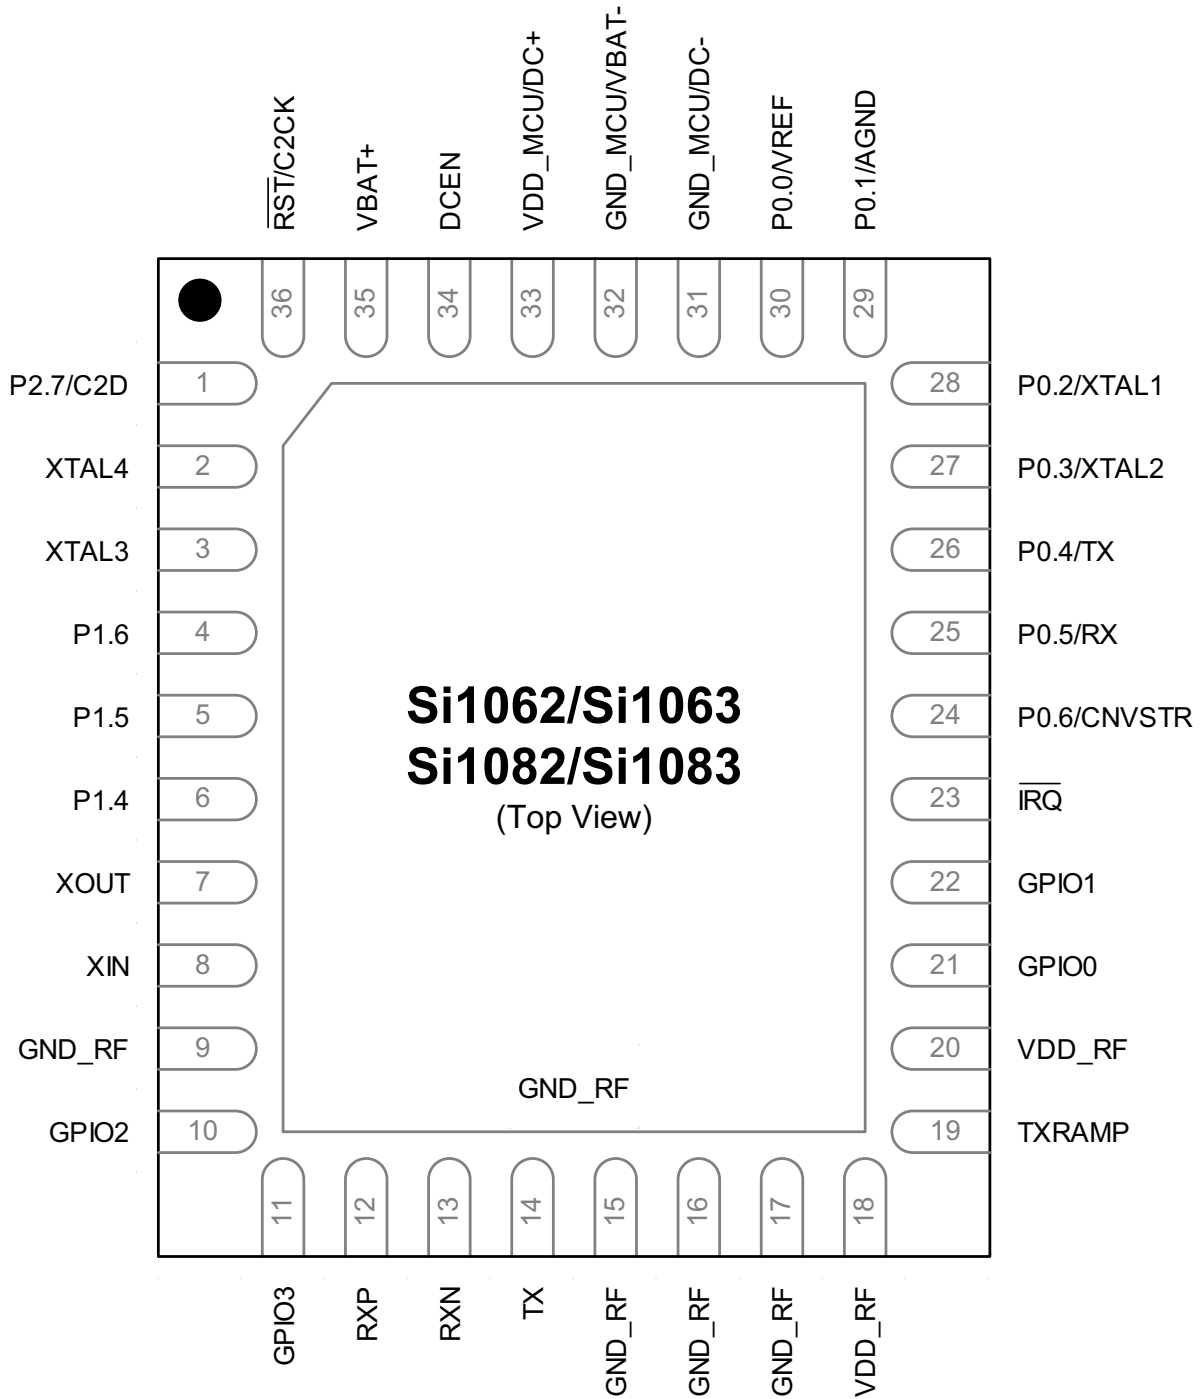 RST/C2CK
VBAT+
DCEN
VDD_MCU/DC+
GND_MCU/VBAT-
GND_MCU/DC-
P0.0/VREF
P0.1/AGND
36
35
34
33
32
31
30
29
P2.7/C2D
1
28
P0.2/XTAL1
XTAL4
2
27
P0.3/XTAL2
XTAL3
3
26
P0.4/TX
P1.6
4
25
P0.5/RX
P1.5
5
24
P0.6/CNVSTR
P1.4
6
23
IRQ
XOUT
7
22
GPIO1
XIN
8
21
GPIO0
GND_RF
9
20
VDD_RF
GPIO2
10
19
TXRAMP
Si1062/Si1063
Si1082/Si1083
(Top View)
GND_RF
11
12
13
14
15
16
17
18
GPIO3
RXP
RXN
TX
GND_RF
GND_RF
GND_RF
VDD_RF